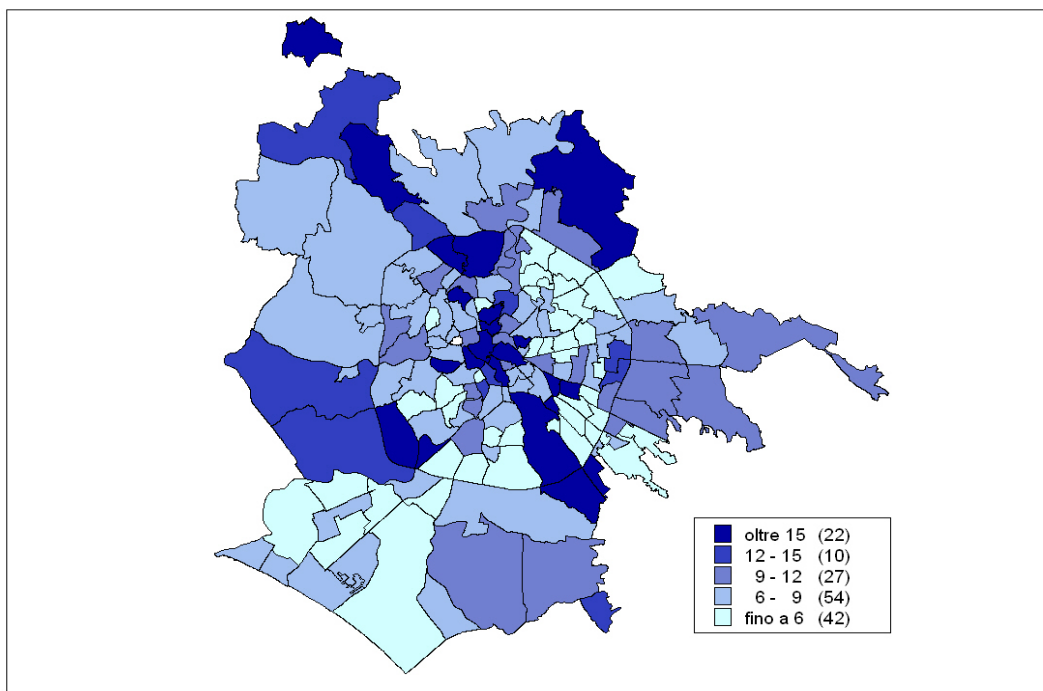 oltre 15 (22)
12 - 15 (10)
9 - 12 (27)
6 - 9 (54)
fino a 6 (42)